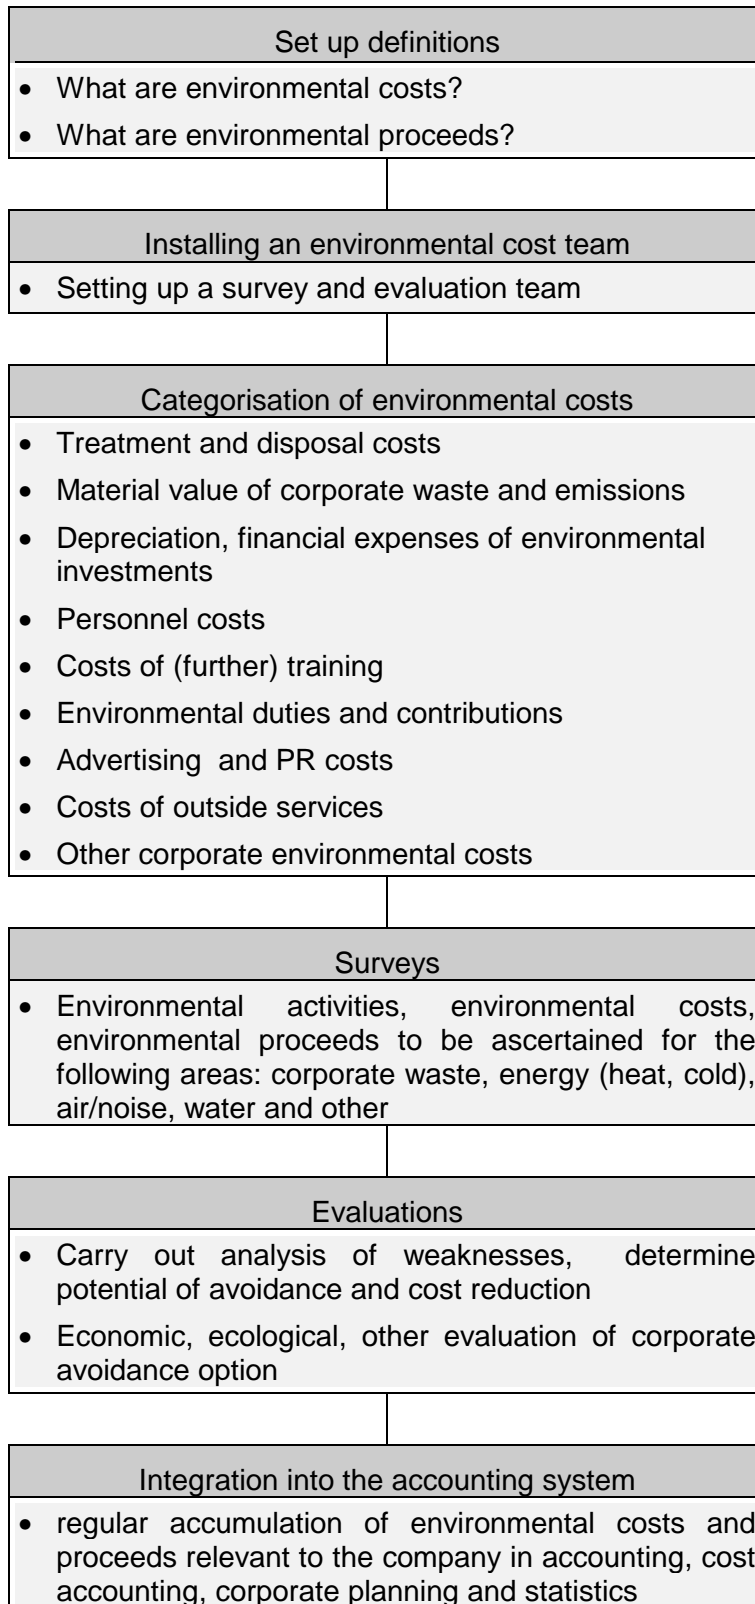 Set up definitions
• What are environmental costs?
• What are environmental proceeds?
Installing an environmental cost team
• Setting up a survey and evaluation team
Categorisation of environmental costs
• Treatment and disposal costs
• Material value of corporate waste and emissions
• Depreciation, financial expenses of environmental
investments
• Personnel costs
• Costs of (further) training
• Environmental duties and contributions
• Advertising and PR costs
• Costs of outside services
• Other corporate environmental costs
Surveys
• Environmental activities, environmental costs,
environmental proceeds to be ascertained for the
following areas: corporate waste, energy (heat, cold),
air/noise, water and other
Evaluations
• Carry out analysis of weaknesses, determine
potential of avoidance and cost reduction
• Economic, ecological, other evaluation of corporate
avoidance option
Integration into the accounting system
• regular accumulation of environmental costs and
proceeds relevant to the company in accounting, cost
accounting, corporate planning and statistics